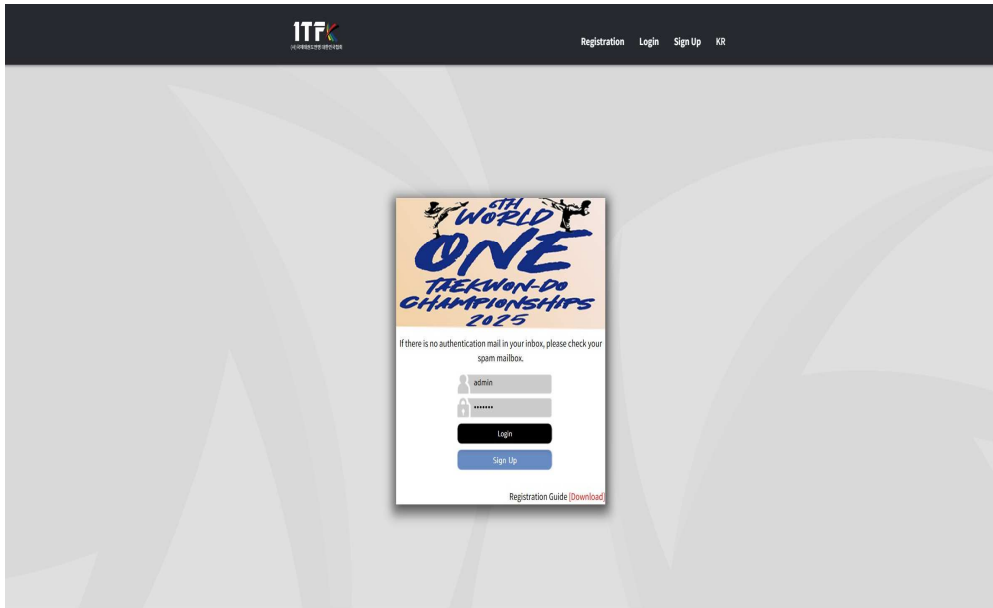 ITFK
Registration Login Sign Up KR
6TH
WORLD
ONE
TAEKWON-DO
CHAMPIONSHIPS
2025
If there is no authentication mail in your inbox, please check your
spam mailbox.
admin
•••••••
Login
Sign Up
Registration Guide [Download]